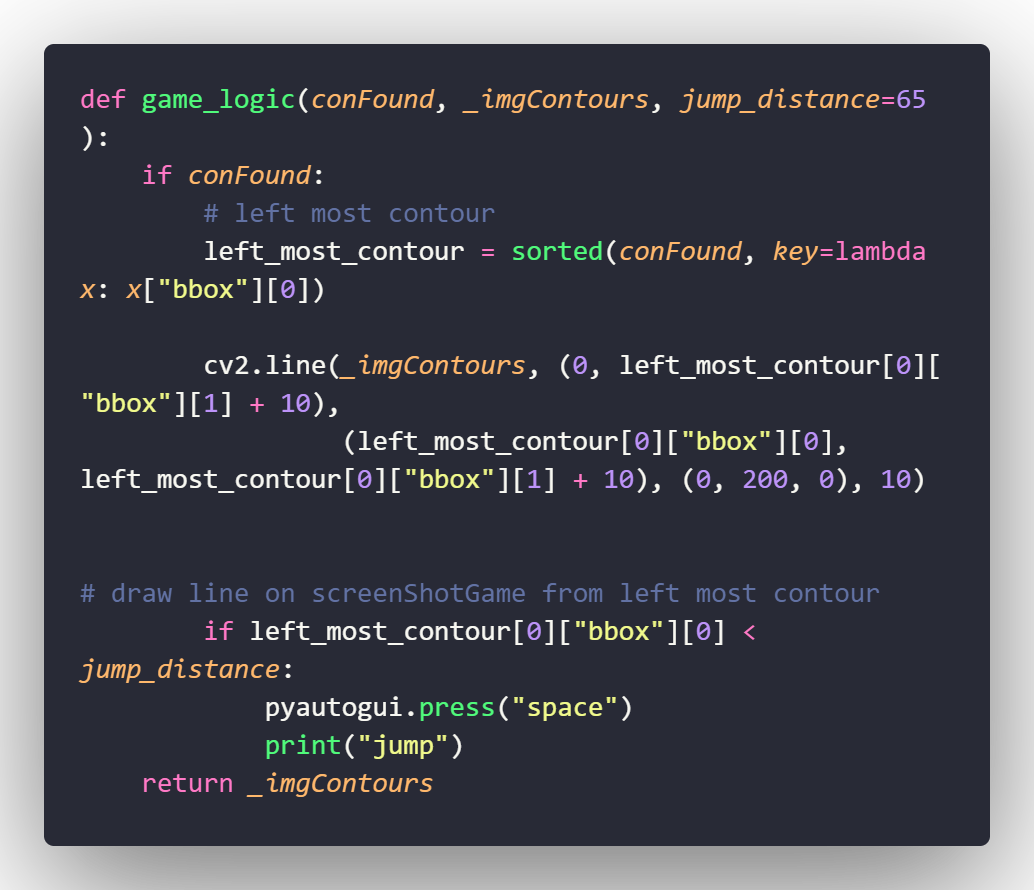 def game_logic(conFound, _imgContours, jump_distance=65
):
    if conFound:
        # left most contour
        left_most_contour = sorted(conFound, key=lambda
x: x["bbox"][0])

        cv2.line(_imgContours, (0, left_most_contour[0][
"bbox"][1] + 10),
                 (left_most_contour[0]["bbox"][0],
left_most_contour[0]["bbox"][1] + 10), (0, 200, 0), 10)


# draw line on screenShotGame from left most contour
        if left_most_contour[0]["bbox"][0] <
jump_distance:
            pyautogui.press("space")
            print("jump")
    return _imgContours